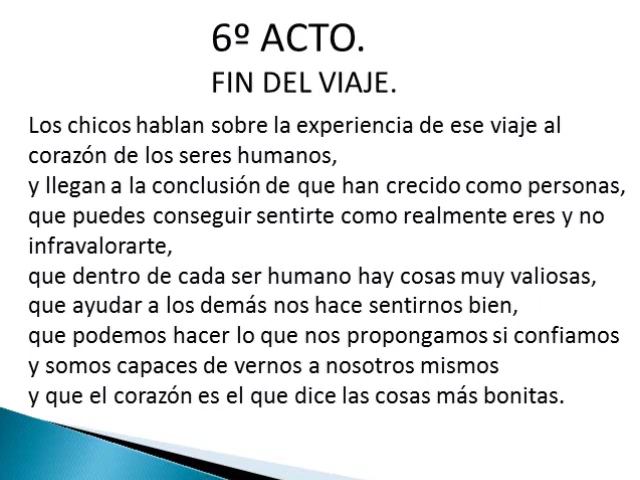 6º ACTO.
FIN DEL VIAJE.
Los chicos hablan sobre la experiencia de ese viaje al
corazón de los seres humanos,
y llegan a la conclusión de que han crecido como personas,
que puedes conseguir sentirte como realmente eres y no
infravalorarte,
que dentro de cada ser humano hay cosas muy valiosas,
que ayudar a los demás nos hace sentirnos bien,
que podemos hacer lo que nos propongamos si confiamos
y somos capaces de vernos a nosotros mismos
y que el corazón es el que dice las cosas más bonitas.